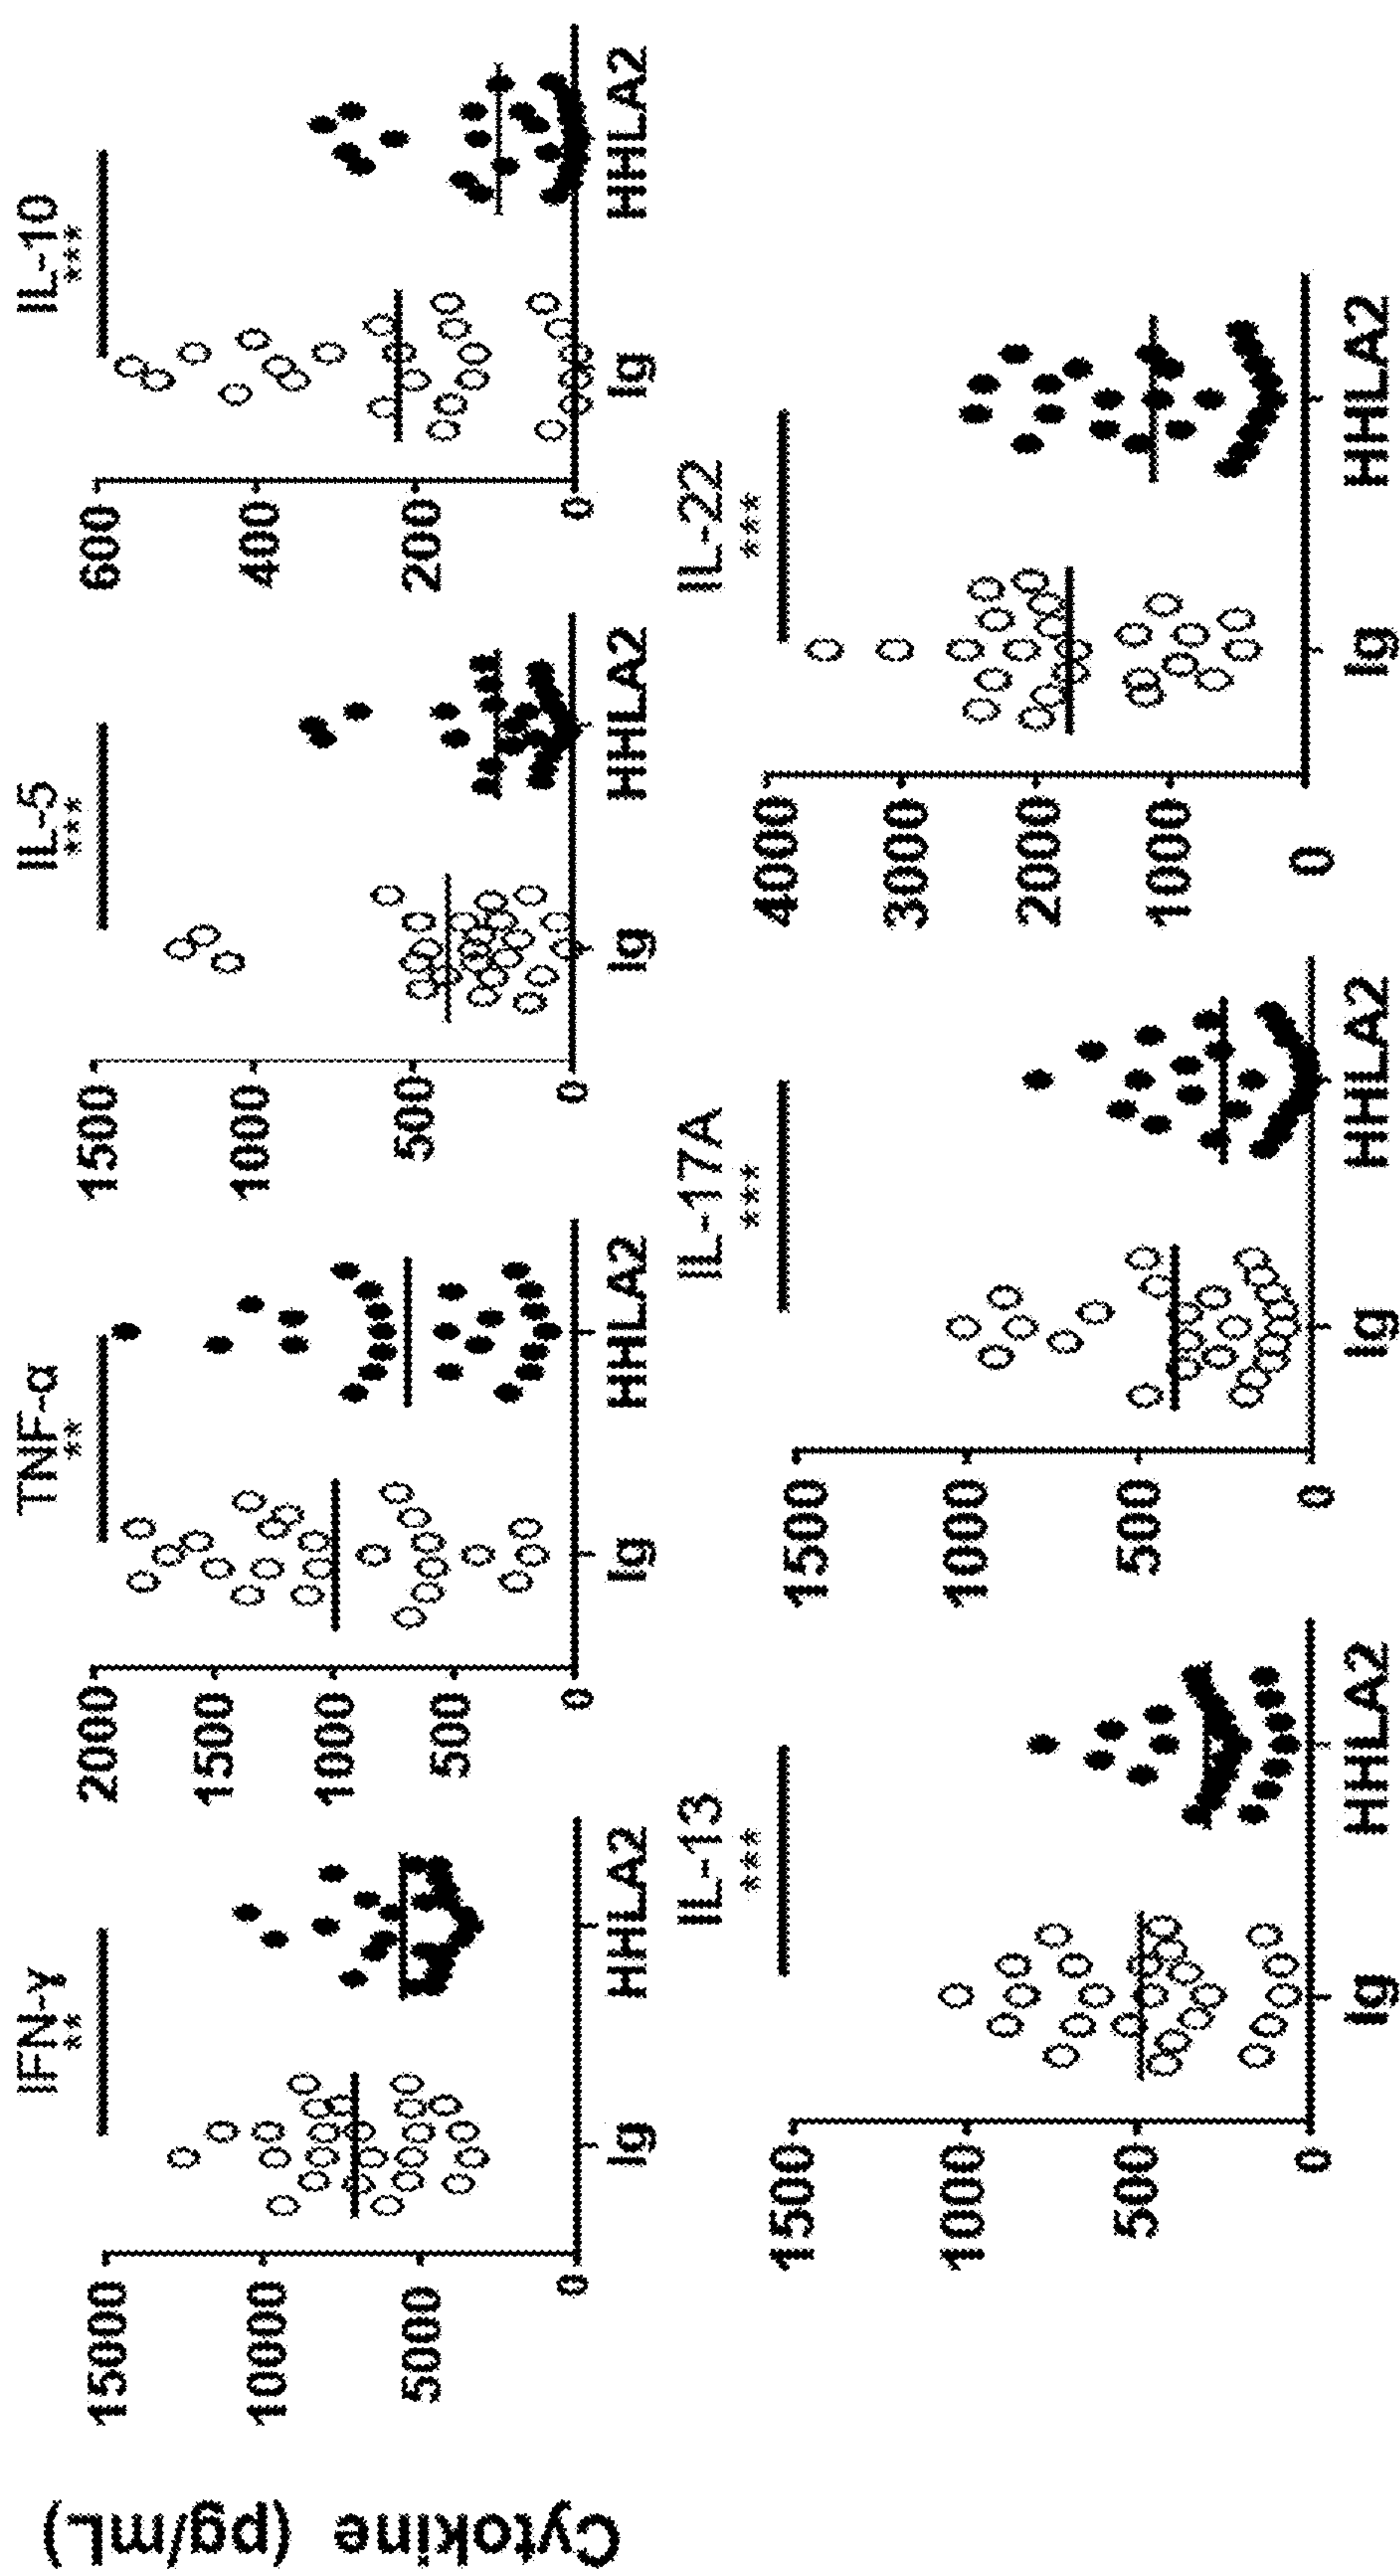 Cytokine (pg/mL)
IFN-γ
**
15000
10000
5000
0
Ig
HHLA2
TNF-α
**
2000
1500
1000
500
0
Ig
HHLA2
IL-5
***
1500
1000
500
0
Ig
HHLA2
IL-10
***
600
400
200
0
Ig
HHLA2
IL-13
***
1500
1000
500
0
Ig
HHLA2
IL-17A
***
1500
1000
500
0
Ig
HHLA2
IL-22
***
4000
3000
2000
1000
0
Ig
HHLA2